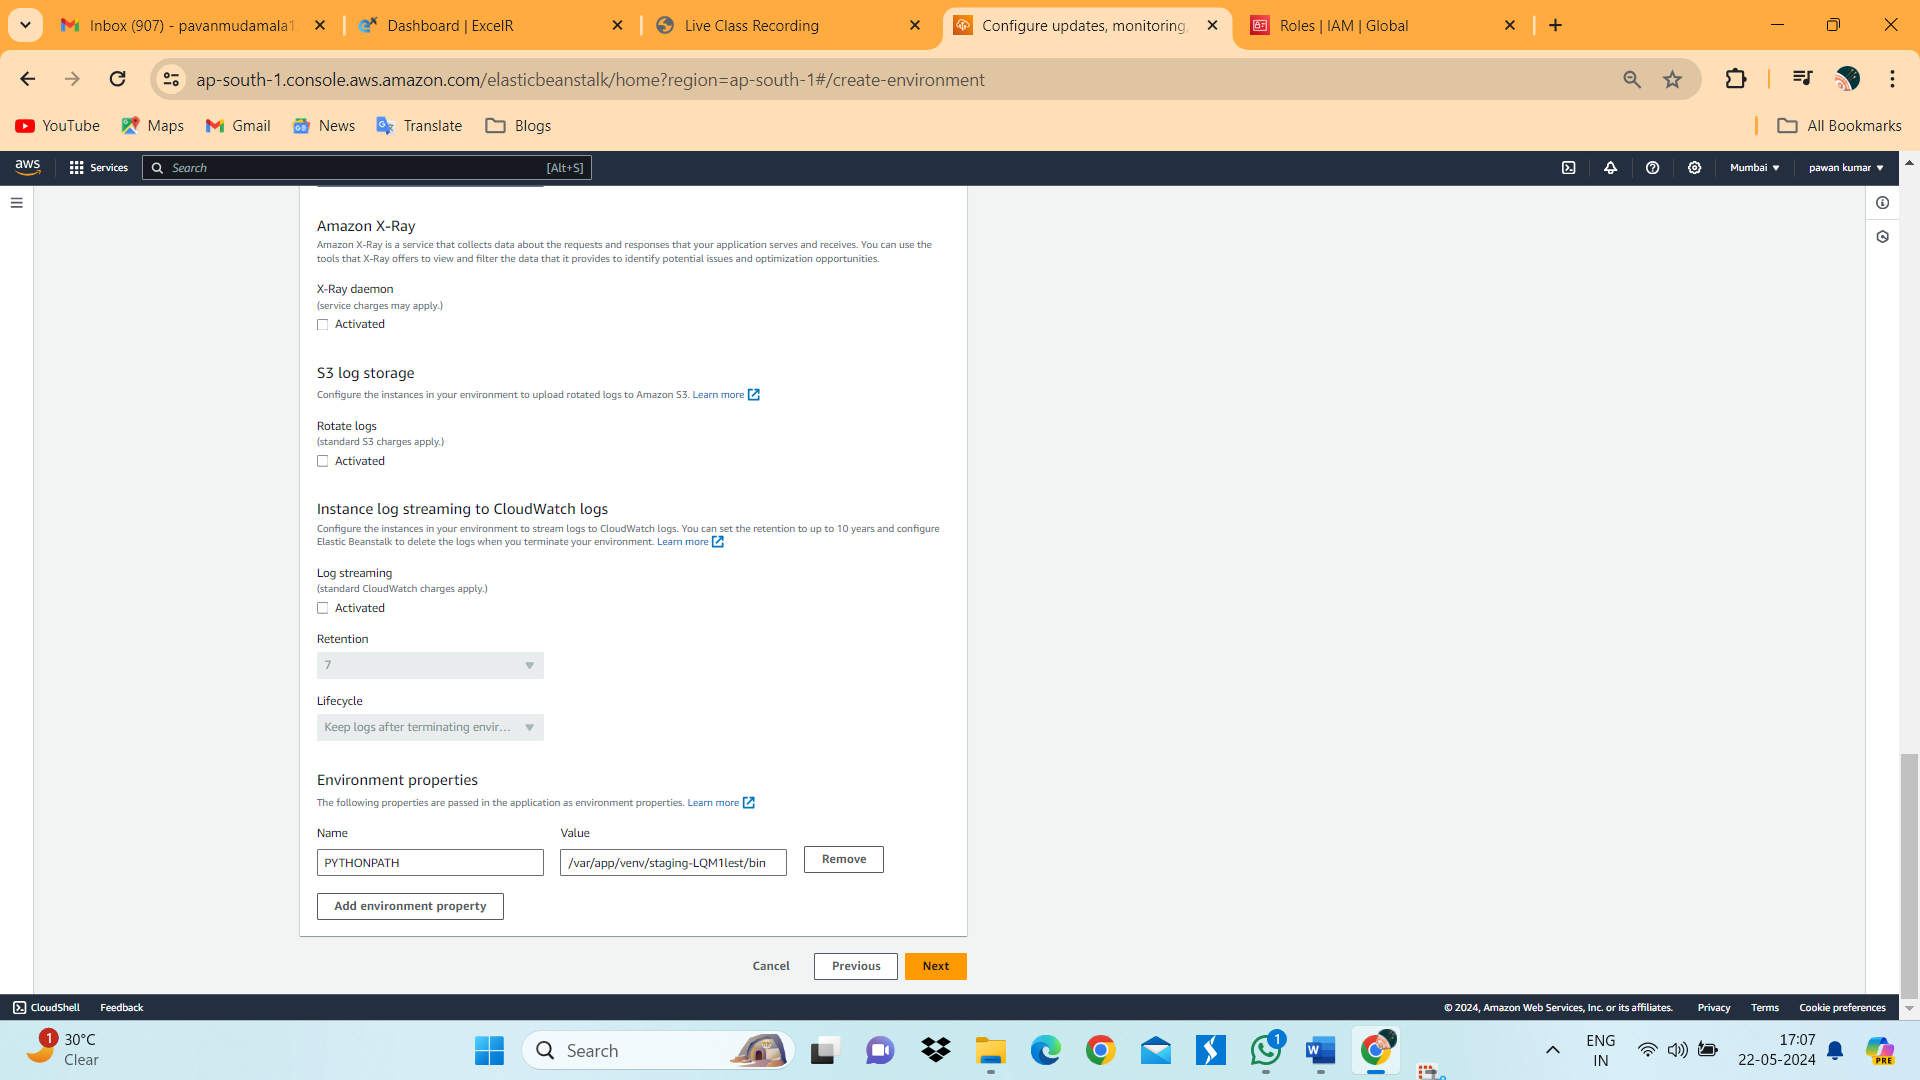 Inbox (907) - pavanmudamala1
Dashboard | ExcelR
Live Class Recording
Configure updates, monitoring,
Roles | IAM | Global
ap-south-1.console.aws.amazon.com/elasticbeanstalk/home?region=ap-south-1#/create-environment
YouTube
Maps
Gmail
News
Translate
Blogs
All Bookmarks
aws
Services
Search
[Alt+S]
Mumbai
pawan kumar
Amazon X-Ray
Amazon X-Ray is a service that collects data about the requests and responses that your application serves and receives. You can use the
tools that X-Ray offers to view and filter the data that it provides to identify potential issues and optimization opportunities.
X-Ray daemon
(service charges may apply.)
Activated
S3 log storage
Configure the instances in your environment to upload rotated logs to Amazon S3. Learn more
Rotate logs
(standard S3 charges apply.)
Activated
Instance log streaming to CloudWatch logs
Configure the instances in your environment to stream logs to CloudWatch logs. You can set the retention to up to 10 years and configure
Elastic Beanstalk to delete the logs when you terminate your environment. Learn more
Log streaming
(standard CloudWatch charges apply.)
Activated
Retention
7
Lifecycle
Keep logs after terminating envir...
Environment properties
The following properties are passed in the application as environment properties. Learn more
Name
Value
PYTHONPATH
/var/app/venv/staging-LQM1lest/bin
Remove
Add environment property
Cancel
Previous
Next
CloudShell
Feedback
© 2024, Amazon Web Services, Inc. or its affiliates.
Privacy
Terms
Cookie preferences
1
30°C
Clear
Search
1
W
ENG
IN
17:07
22-05-2024
PRE